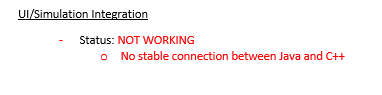 UI/Simulation Integration
- Status: NOT WORKING
o No stable connection between Java and C++